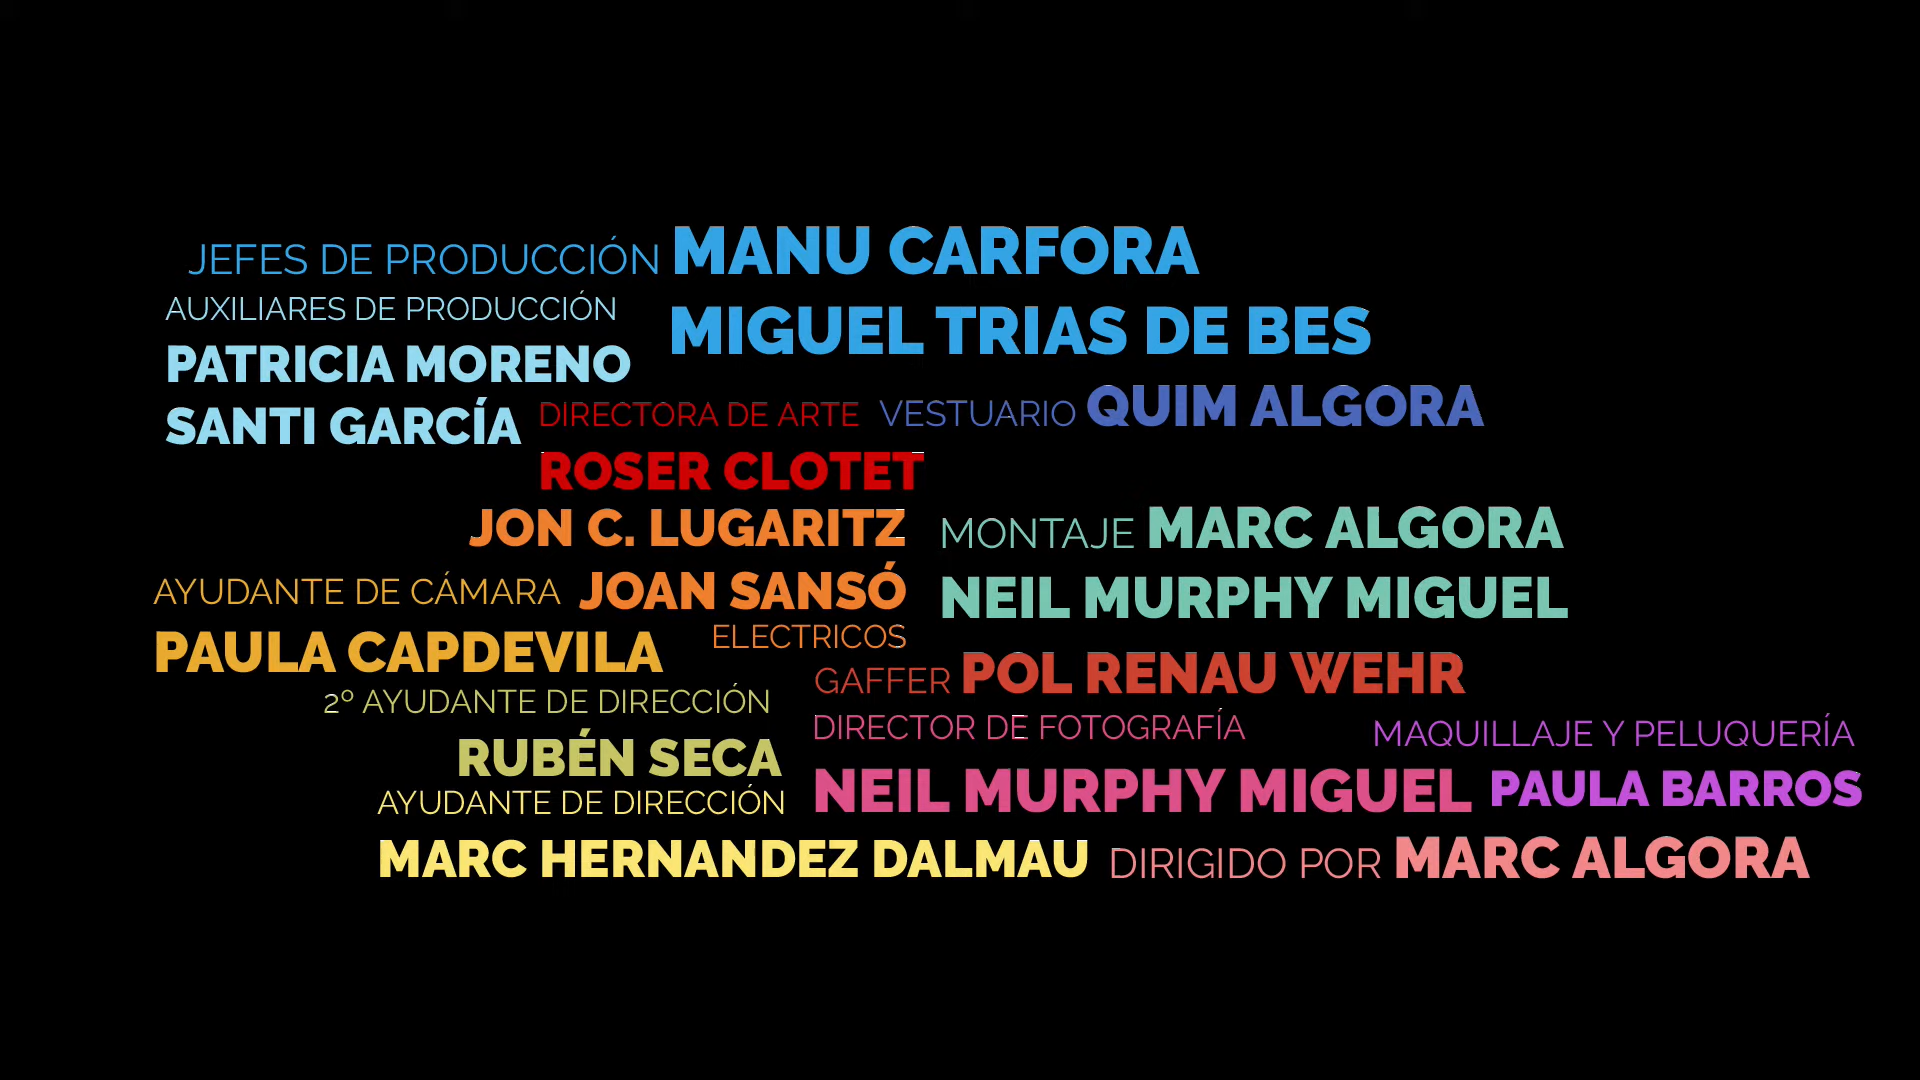 JEFES DE PRODUCCIÓN MANU CARFORA
MIGUEL TRIAS DE BES
AUXILIARES DE PRODUCCIÓN
PATRICIA MORENO
SANTI GARCÍA
DIRECTORA DE ARTE
ROSER CLOTET
VESTUARIO QUIM ALGORA
JON C. LUGARITZ
JOAN SANSÓ
ELECTRICOS
MONTAJE MARC ALGORA
NEIL MURPHY MIGUEL
AYUDANTE DE CÁMARA
PAULA CAPDEVILA
GAFFER POL RENAU WEHR
2º AYUDANTE DE DIRECCIÓN
RUBÉN SECA
DIRECTOR DE FOTOGRAFÍA
NEIL MURPHY MIGUEL
MAQUILLAJE Y PELUQUERÍA
PAULA BARROS
AYUDANTE DE DIRECCIÓN
MARC HERNANDEZ DALMAU
DIRIGIDO POR MARC ALGORA